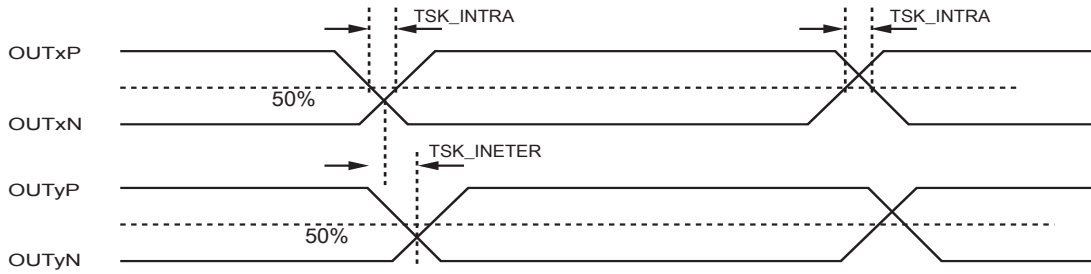 TSK_INTRA
TSK_INTRA
OUTxP
50%
OUTxN
TSK_INETER
OUTyP
50%
OUTyN